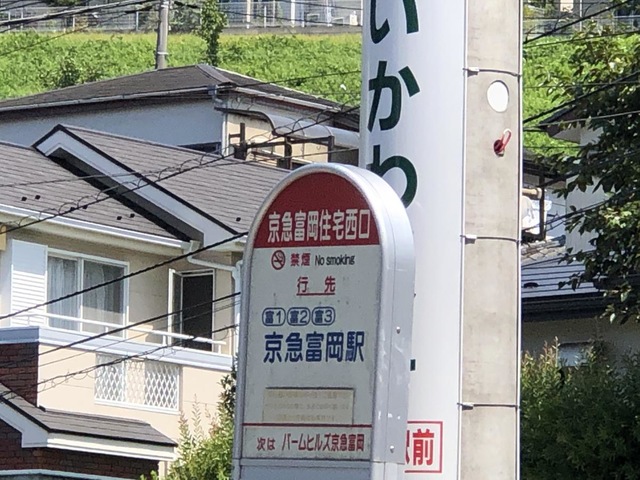 いかわ
京急富岡住宅西口
禁煙 No smoking
行先
富1 富2 富3
京急富岡駅
次は パームヒルズ京急富岡
駅前